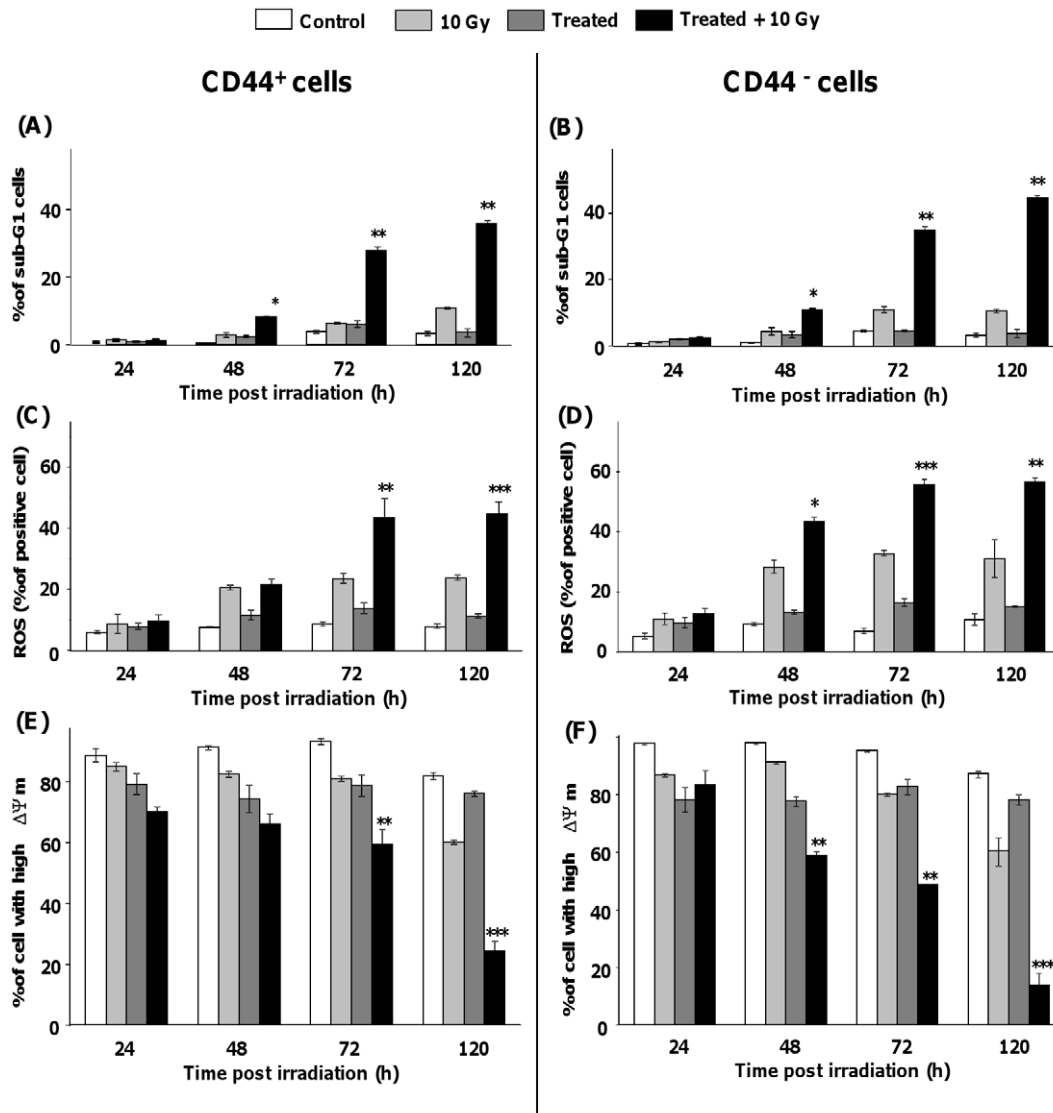 Control 10 Gy Treated Treated + 10 Gy
CD44+ cells
CD44 - cells
(A)
%of sub-G1 cells
40
20
0
* ** **
24 48 72 120
Time post irradiation (h)
(B)
%of sub-G1 cells
40
20
0
* ** **
24 48 72 120
Time post irradiation (h)
(C)
ROS (%of positive cell)
60
40
20
0
** ***
24 48 72 120
Time post irradiation (h)
(D)
ROS (%of positive cell)
60
40
20
0
* *** **
24 48 72 120
Time post irradiation (h)
(E)
%of cell with high ΔΨ m
80
60
40
20
0
** ***
24 48 72 120
Time post irradiation (h)
(F)
%of cell with high ΔΨ m
100
80
60
40
20
0
** ** ***
24 48 72 120
Time post irradiation (h)